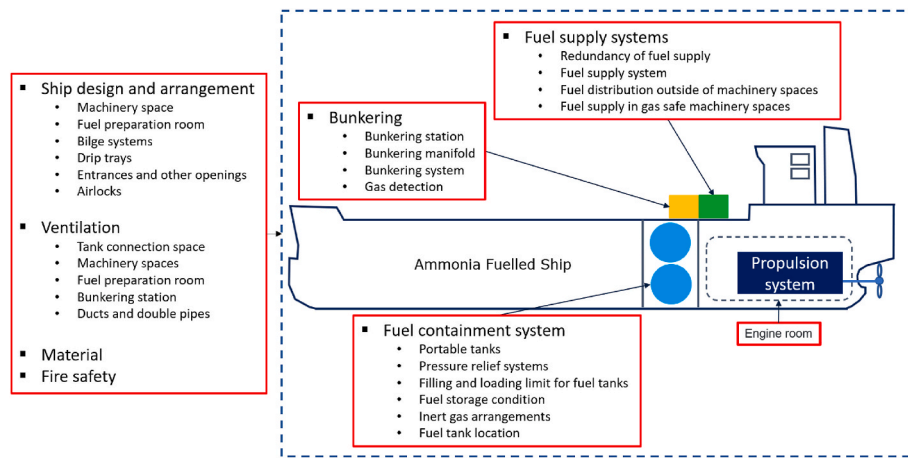 ▪ Ship design and arrangement
• Machinery space
• Fuel preparation room
• Bilge systems
• Drip trays
• Entrances and other openings
• Airlocks
▪ Ventilation
• Tank connection space
• Machinery spaces
• Fuel preparation room
• Bunkering station
• Ducts and double pipes
▪ Material
▪ Fire safety
▪ Bunkering
• Bunkering station
• Bunkering manifold
• Bunkering system
• Gas detection
▪ Fuel supply systems
• Redundancy of fuel supply
• Fuel supply system
• Fuel distribution outside of machinery spaces
• Fuel supply in gas safe machinery spaces
Ammonia Fuelled Ship
Propulsion
system
Engine room
▪ Fuel containment system
• Portable tanks
• Pressure relief systems
• Filling and loading limit for fuel tanks
• Fuel storage condition
• Inert gas arrangements
• Fuel tank location